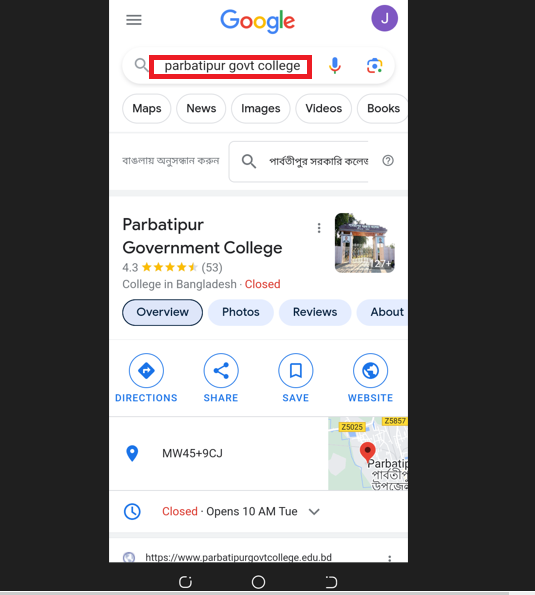 Google
J
parbatipur govt college
Maps News Images Videos Books
বাঙলায় অনুসন্ধান করুন পার্বতীপুর সরকারি কলেজ
Parbatipur
Government College
4.3 (53)
127+
College in Bangladesh · Closed
Overview Photos Reviews About
DIRECTIONS SHARE SAVE WEBSITE
Z5857
Z5025
MW45+9CJ
Parbatip
পার্বতীপু
উপজেল
Closed · Opens 10 AM Tue
https://www.parbatipurgovtcollege.edu.bd